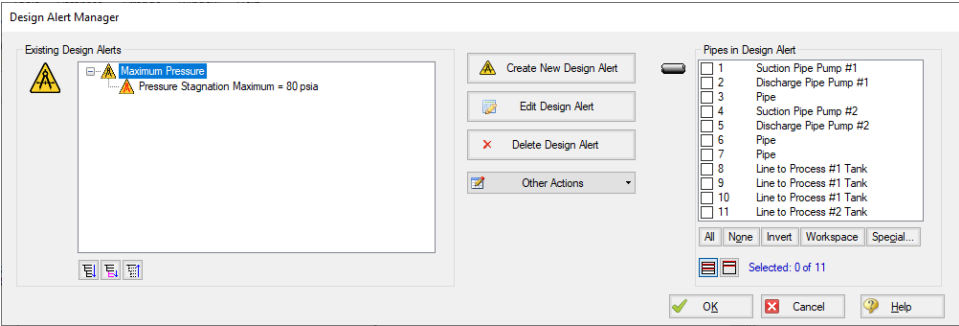 Design Alert Manager
Existing Design Alerts
Maximum Pressure
Pressure Stagnation Maximum = 80 psia
Create New Design Alert
Edit Design Alert
Delete Design Alert
Other Actions
Pipes in Design Alert
1 Suction Pipe Pump #1
2 Discharge Pipe Pump #1
3 Pipe
4 Suction Pipe Pump #2
5 Discharge Pipe Pump #2
6 Pipe
7 Pipe
8 Line to Process #1 Tank
9 Line to Process #1 Tank
10 Line to Process #1 Tank
11 Line to Process #2 Tank
All None Invert Workspace Special...
Selected: 0 of 11
OK Cancel Help